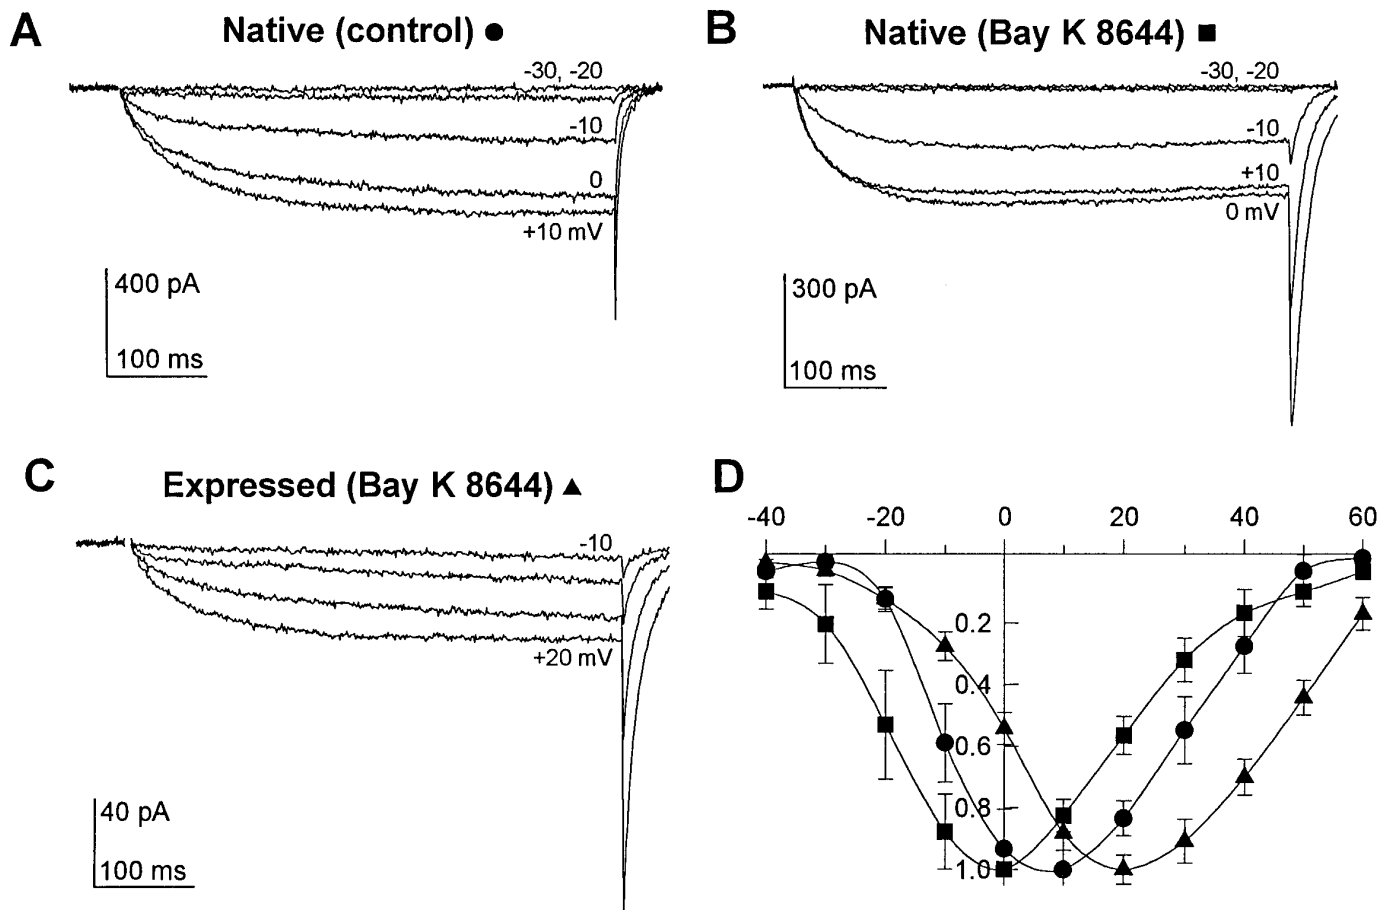 A
Native (control) ●
-30, -20
-10
0
+10 mV
400 pA
100 ms
B
Native (Bay K 8644) ■
-30, -20
-10
+10
0 mV
300 pA
100 ms
C
Expressed (Bay K 8644) ▲
-10
+20 mV
40 pA
100 ms
D
-40 -20 0 20 40 60
0.2
0.4
0.6
0.8
1.0